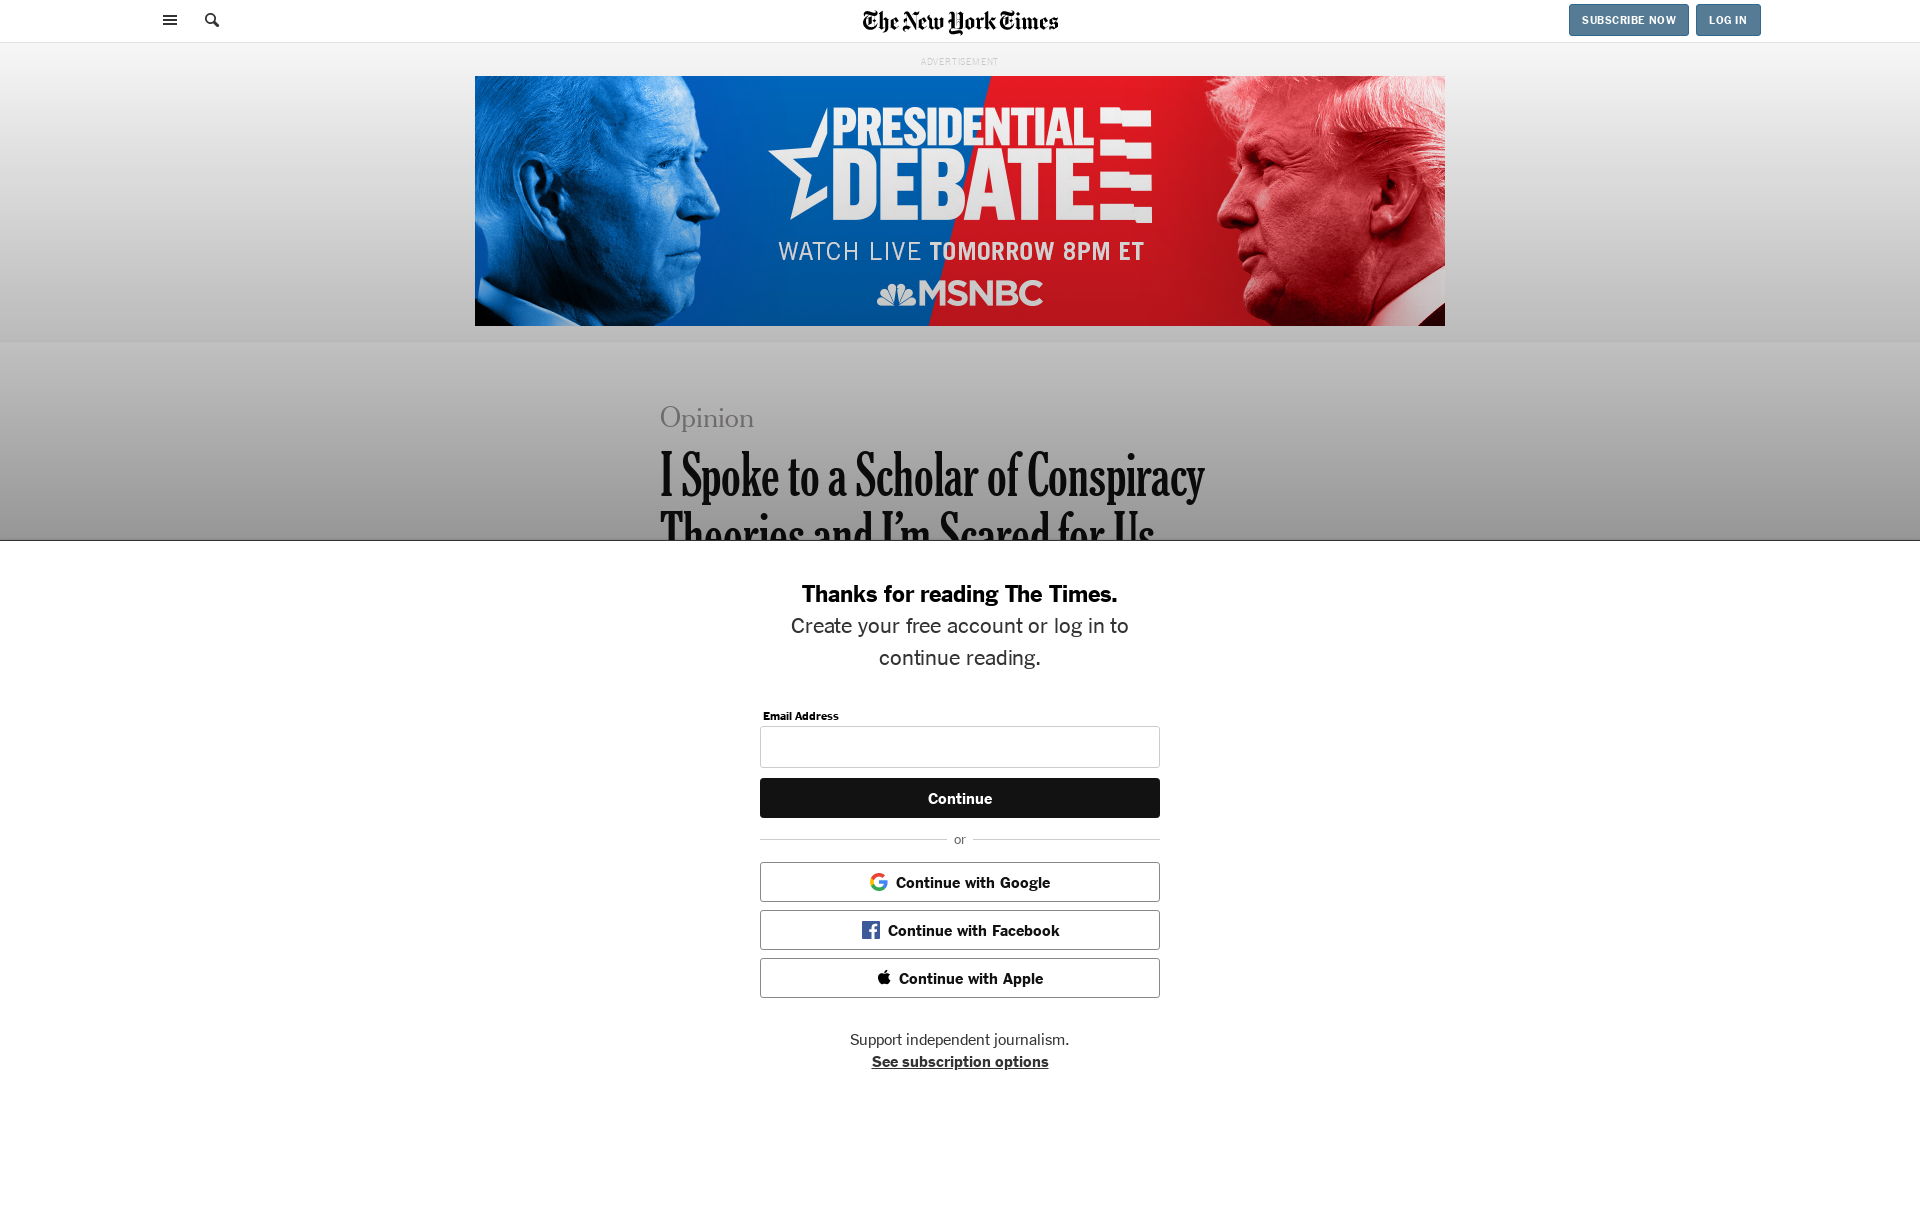 The New York Times
SUBSCRIBE NOW
LOG IN
ADVERTISEMENT
PRESIDENTIAL
DEBATE
WATCH LIVE TOMORROW 8PM ET
MSNBC
Opinion
I Spoke to a Scholar of Conspiracy
Theories and I'm Scared for Us
Thanks for reading The Times.
Create your free account or log in to
continue reading.
Email Address
Continue
or
Continue with Google
Continue with Facebook
Continue with Apple
Support independent journalism.
See subscription options